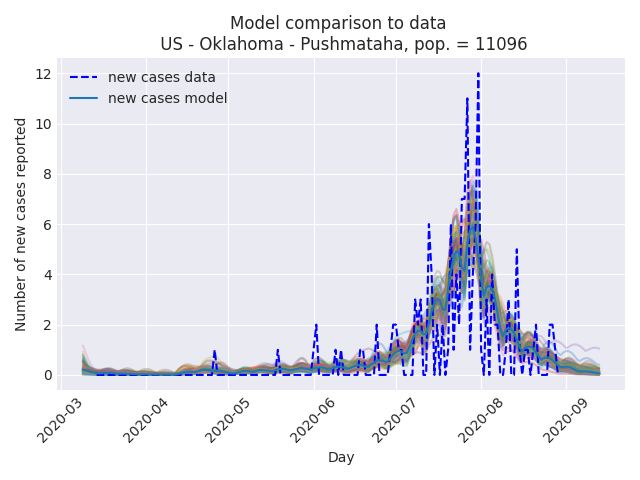 Model comparison to data
US - Oklahoma - Pushmataha, pop. = 11096
new cases data
new cases model
Number of new cases reported
12
10
8
6
4
2
0
2020-03
2020-04
2020-05
2020-06
2020-07
2020-08
2020-09
Day